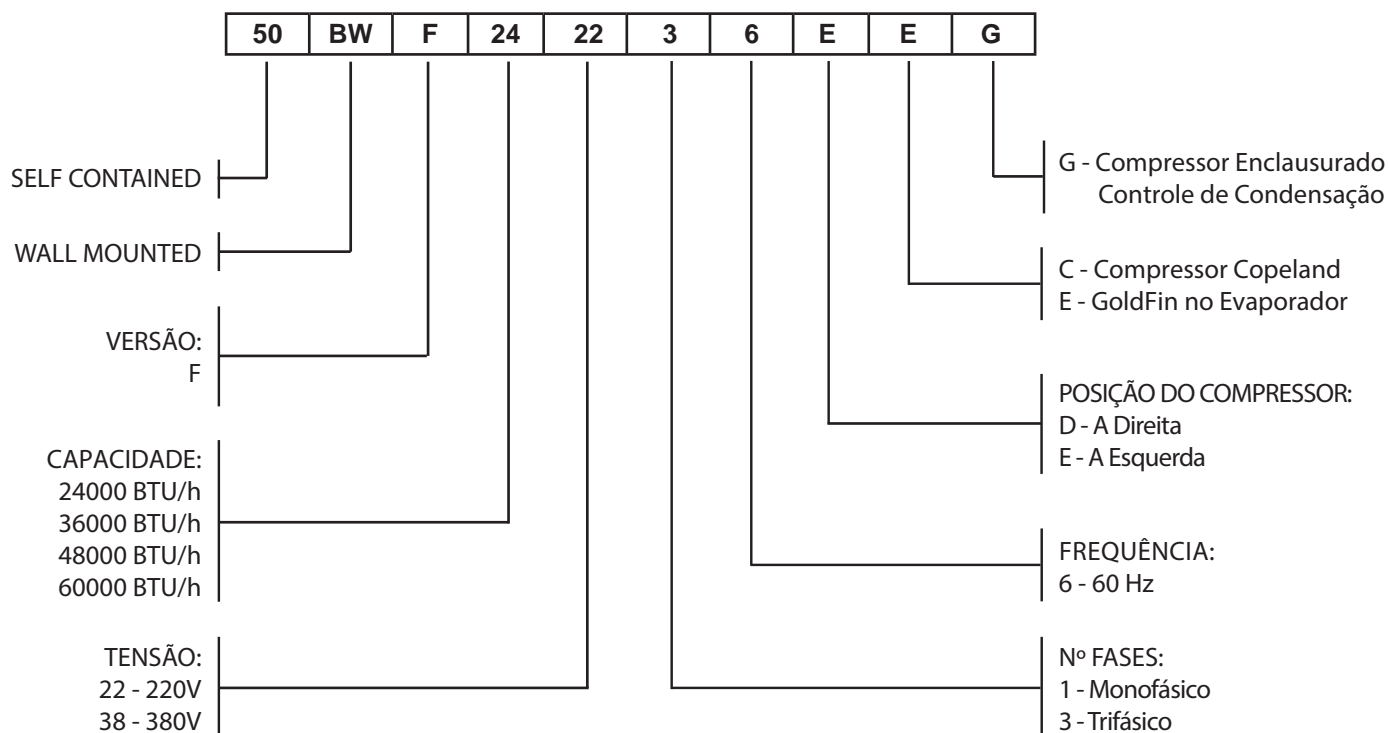 50 BW F 24 22 3 6 E E G
SELF CONTAINED
WALL MOUNTED
VERSÃO:
F
CAPACIDADE:
24000 BTU/h
36000 BTU/h
48000 BTU/h
60000 BTU/h
TENSÃO:
22 - 220V
38 - 380V
G - Compressor Enclausurado
Controle de Condensação
C - Compressor Copeland
E - GoldFin no Evaporador
POSIÇÃO DO COMPRESSOR:
D - A Direita
E - A Esquerda
FREQUÊNCIA:
6 - 60 Hz
Nº FASES:
1 - Monofásico
3 - Trifásico